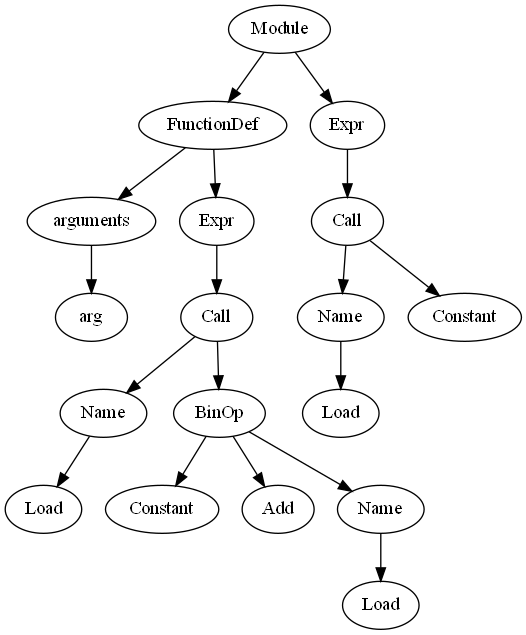 Module
FunctionDef
Expr
arguments
Expr
Call
arg
Call
Name
Constant
Name
BinOp
Load
Load
Constant
Add
Name
Load